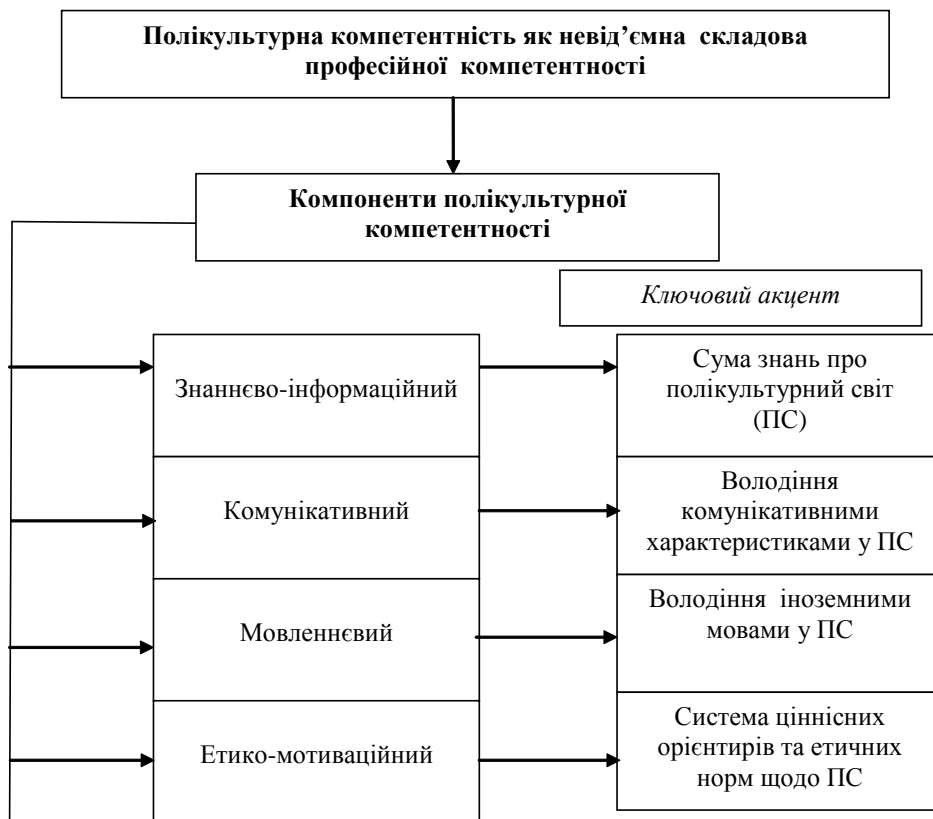 Полікультурна компетентність як невід’ємна складова
професійної компетентності
Компоненти полікультурної
компетентності
Ключовий акцент
Знаннєво-інформаційний
Сума знань про
полікультурний світ
(ПС)
Комунікативний
Володіння
комунікативними
характеристиками у ПС
Мовленнєвий
Володіння іноземними
мовами у ПС
Етико-мотиваційний
Система ціннісних
орієнтирів та етичних
норм щодо ПС